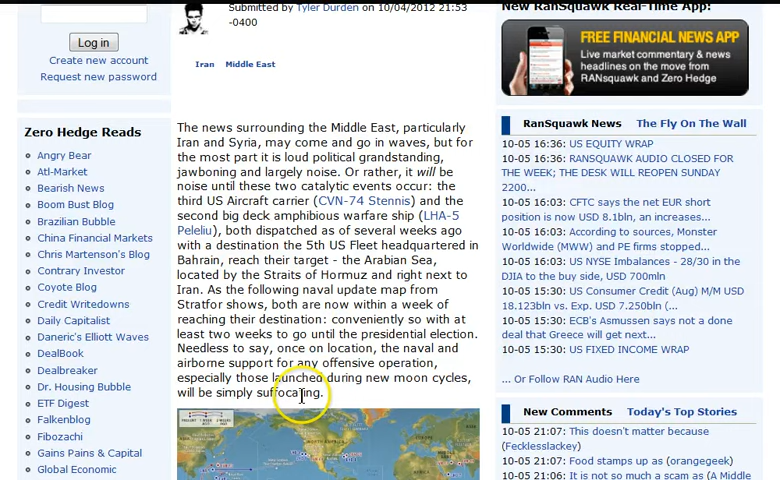 Log in
Create new account
Request new password
Zero Hedge Reads
Angry Bear
Atl-Market
Bearish News
Boom Bust Blog
Brazilian Bubble
China Financial Markets
Chris Martenson's Blog
Contrary Investor
Coyote Blog
Credit Writedowns
Daily Capitalist
Daneric's Elliott Waves
DealBook
Dealbreaker
Dr. Housing Bubble
ETF Digest
Falkenblog
Fibozachi
Gains Pains & Capital
Global Economic
Submitted by Tyler Durden on 10/04/2012 21:53
-0400
Iran Middle East
The news surrounding the Middle East, particularly
Iran and Syria, may come and go in waves, but for
the most part it is loud political grandstanding,
jawboning and largely noise. Or rather, it will be
noise until these two catalytic events occur: the
third US Aircraft carrier (CVN-74 Stennis) and the
second big deck amphibious warfare ship (LHA-5
Peleliu), both dispatched as of several weeks ago
with a destination the 5th US Fleet headquartered in
Bahrain, reach their target - the Arabian Sea,
located by the Straits of Hormuz and right next to
Iran. As the following naval update map from
Stratfor shows, both are now within a week of
reaching their destination: conveniently so with at
least two weeks to go until the presidential election.
Needless to say, once on location, the naval and
airborne support for any offensive operation,
especially those launched during new moon cycles,
will be simply suffocating.
New RanSquawk Real-Time App:
FREE FINANCIAL NEWS APP
Live market commentary & news
headlines on the move from
RANsquawk and Zero Hedge
RanSquawk News The Fly On The Wall
10-05 16:36: US EQUITY WRAP
10-05 16:36: RANSQUAWK AUDIO CLOSED FOR
THE WEEK; THE DESK WILL REOPEN SUNDAY
2200...
10-05 16:03: CFTC says the net EUR short
position is now USD 8.1bln, an increases...
10-05 16:03: According to sources, Monster
Worldwide (MWW) and PE firms stopped...
10-05 16:03: US NYSE Imbalances - 28/30 in the
DJIA to the buy side, USD 700mln
10-05 15:30: US Consumer Credit (Aug) M/M USD
18.123bln vs. Exp. USD 7.250bln (...
10-05 15:30: ECB's Asmussen says not a done
deal that Greece will get next...
10-05 15:30: US FIXED INCOME WRAP
... Or Follow RAN Audio Here
New Comments Today's Top Stories
10-05 21:07: This doesn't matter because
(Fecklesslackey)
10-05 21:07: Food stamps up as (orangegeek)
10-05 21:06: It is not so much a scam as (A Middle